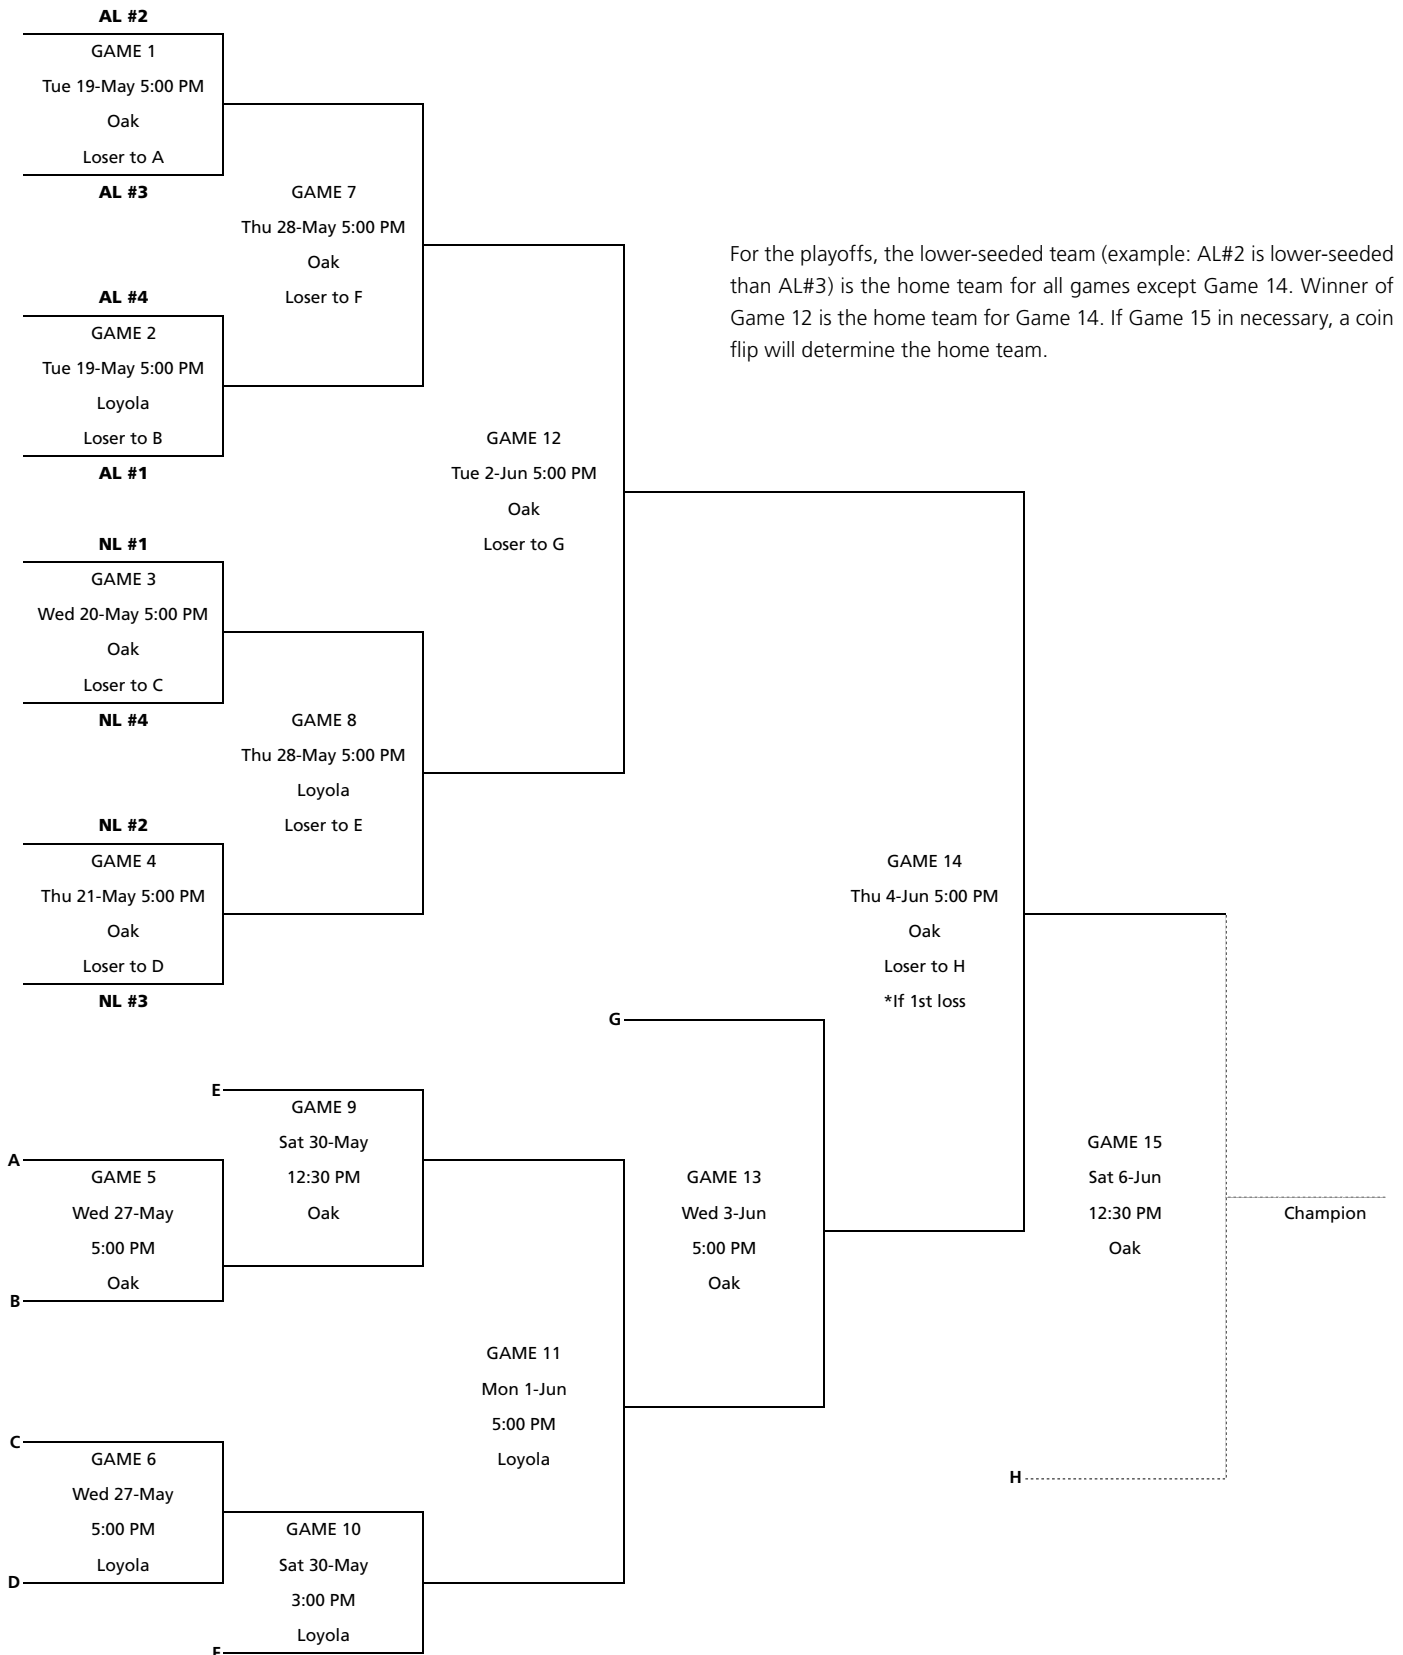 AL #2
GAME 1
Tue 19-May 5:00 PM
Oak
Loser to A
AL #3
GAME 7
Thu 28-May 5:00 PM
Oak
Loser to F
AL #4
GAME 2
Tue 19-May 5:00 PM
Loyola
Loser to B
AL #1
For the playoffs, the lower-seeded team (example: AL#2 is lower-seeded
than AL#3) is the home team for all games except Game 14. Winner of
Game 12 is the home team for Game 14. If Game 15 in necessary, a coin
flip will determine the home team.
GAME 12
Tue 2-Jun 5:00 PM
Oak
Loser to G
NL #1
GAME 3
Wed 20-May 5:00 PM
Oak
Loser to C
NL #4
GAME 8
Thu 28-May 5:00 PM
Loyola
Loser to E
NL #2
GAME 4
Thu 21-May 5:00 PM
Oak
Loser to D
NL #3
GAME 14
Thu 4-Jun 5:00 PM
Oak
Loser to H
*If 1st loss
G
E
GAME 9
Sat 30-May
12:30 PM
Oak
A
GAME 5
Wed 27-May
5:00 PM
Oak
B
GAME 13
Wed 3-Jun
5:00 PM
Oak
GAME 15
Sat 6-Jun
12:30 PM
Oak
Champion
GAME 11
Mon 1-Jun
5:00 PM
Loyola
C
GAME 6
Wed 27-May
5:00 PM
Loyola
D
H
GAME 10
Sat 30-May
3:00 PM
Loyola
F